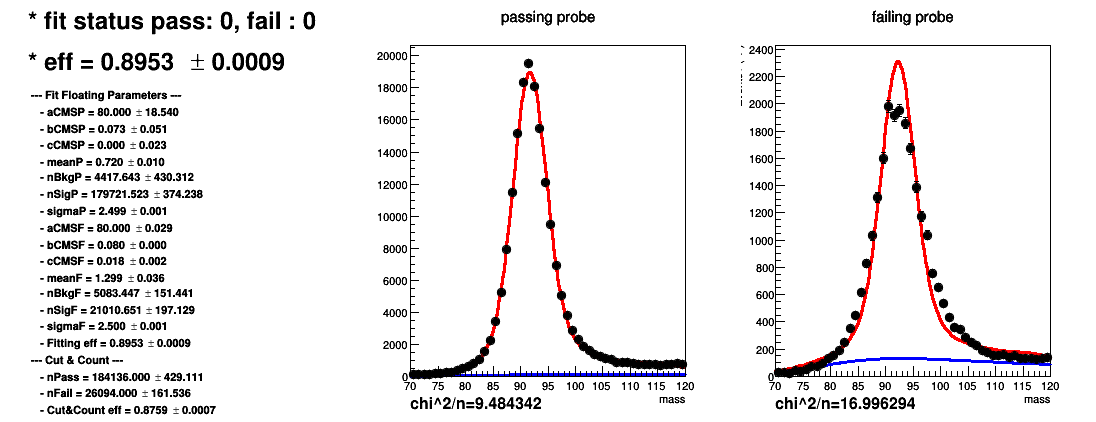 * fit status pass: 0, fail : 0
* eff = 0.8953 ± 0.0009
--- Fit Floating Parameters ---
- aCMSP = 80.000 ± 18.540
- bCMSP = 0.073 ± 0.051
- cCMSP = 0.000 ± 0.023
- meanP = 0.720 ± 0.010
- nBkgP = 4417.643 ± 430.312
- nSigP = 179721.523 ± 374.238
- sigmaP = 2.499 ± 0.001
- aCMSF = 80.000 ± 0.029
- bCMSF = 0.080 ± 0.000
- cCMSF = 0.018 ± 0.002
- meanF = 1.299 ± 0.036
- nBkgF = 5083.447 ± 151.441
- nSigF = 21010.651 ± 197.129
- sigmaF = 2.500 ± 0.001
- Fitting eff = 0.8953 ± 0.0009
--- Cut & Count ---
- nPass = 184136.000 ± 429.111
- nFail = 26094.000 ± 161.536
- Cut&Count eff = 0.8759 ± 0.0007
passing probe
20000
18000
16000
14000
12000
10000
8000
6000
4000
2000
0
70 75 80 85 90 95 100 105 110 115 120
mass
chi^2/n=9.484342
failing probe
2400
2200
2000
1800
1600
1400
1200
1000
800
600
400
200
0
70 75 80 85 90 95 100 105 110 115 120
mass
chi^2/n=16.996294